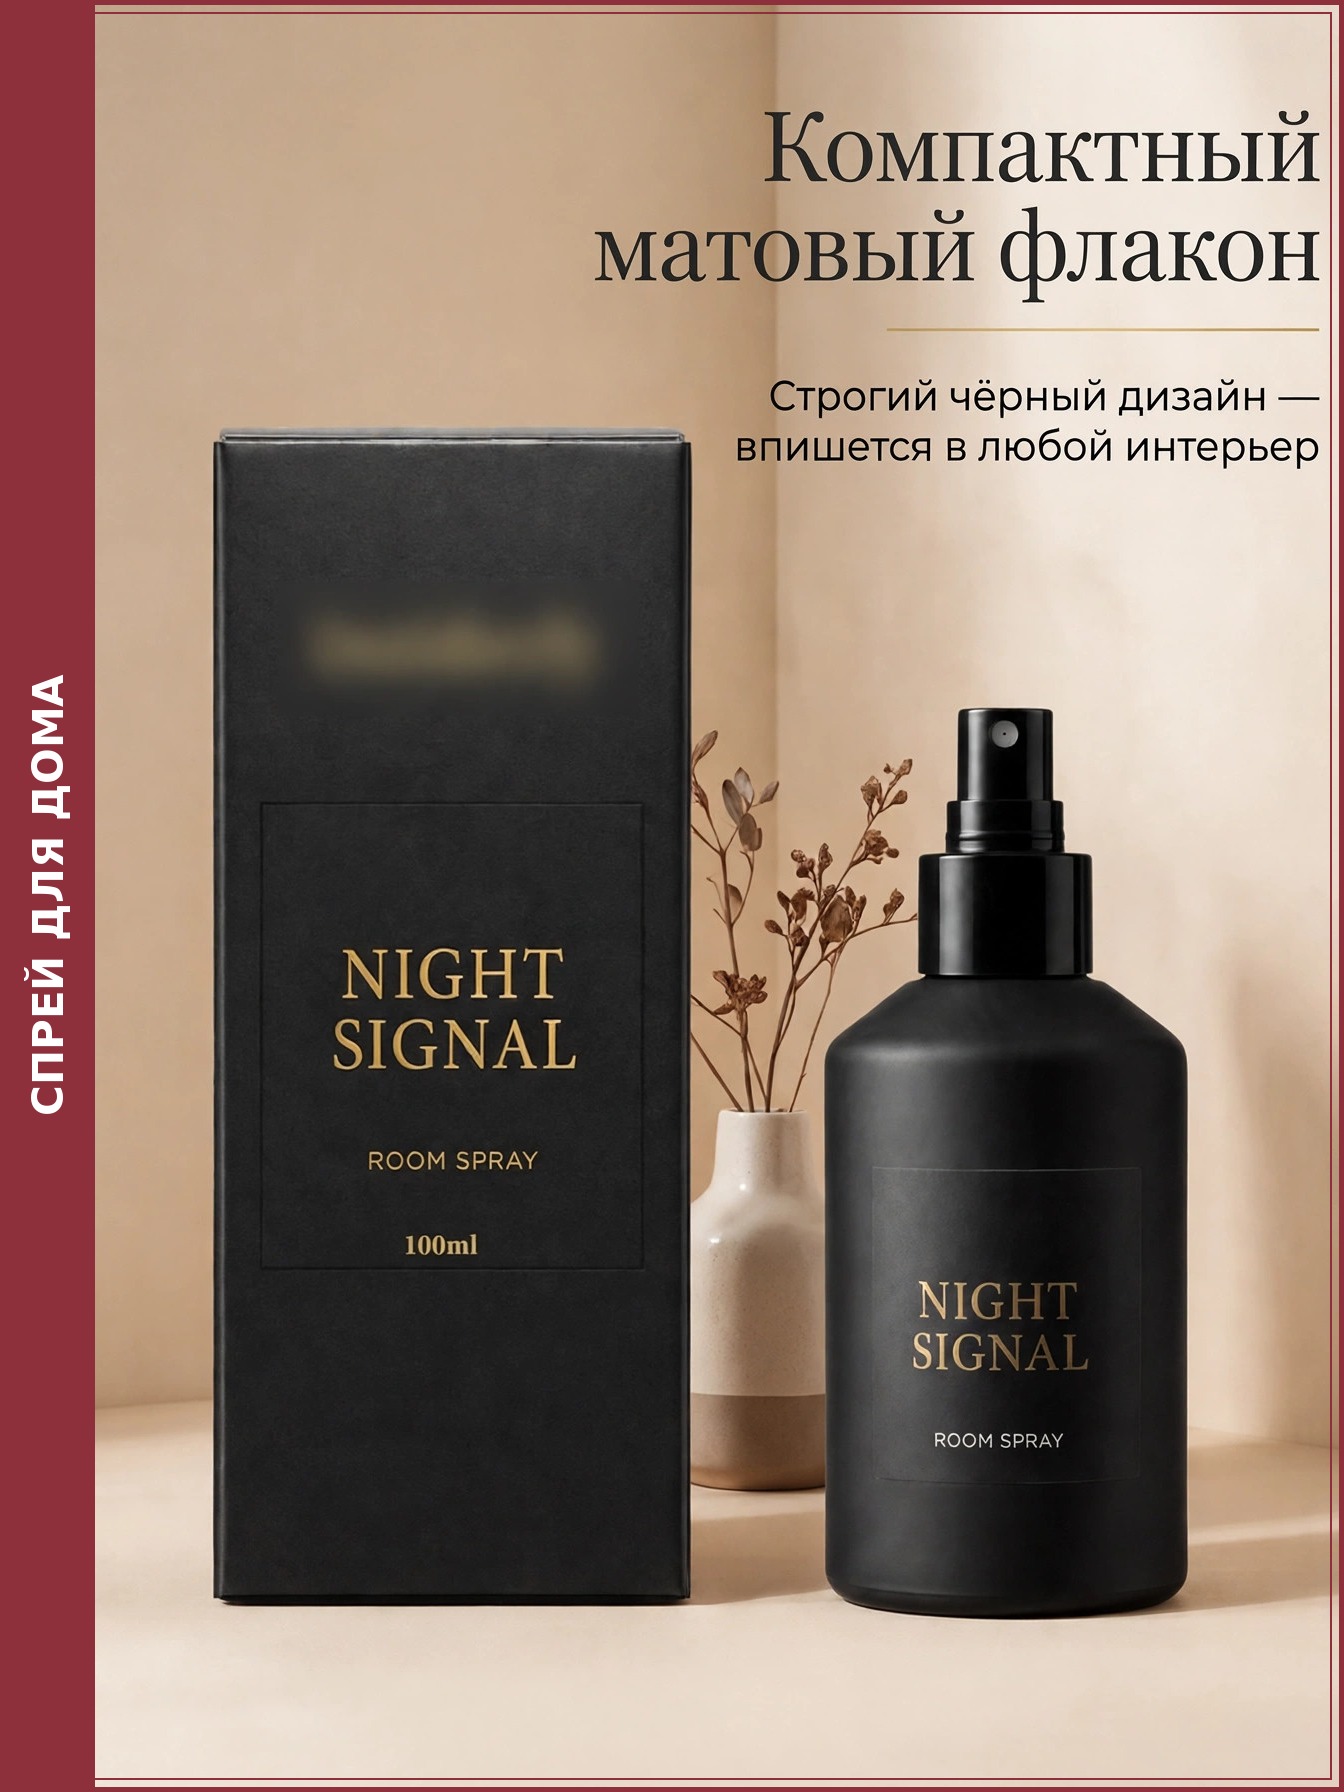 Компактный
матовый флакон
Строгий чёрный дизайн —
впишется в любой интерьер
СПРЕЙ ДЛЯ ДОМА
NIGHT
SIGNAL
ROOM SPRAY
100ml
NIGHT
SIGNAL
ROOM SPRAY